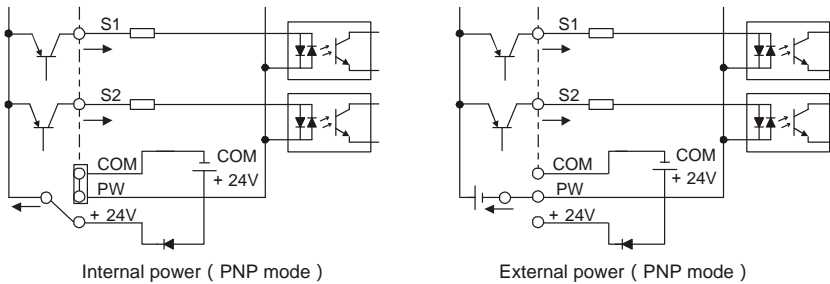 S1
S2
COM
PW
+ 24V
COM
+ 24V
Internal power ( PNP mode )
S1
S2
COM
PW
+ 24V
COM
+ 24V
External power ( PNP mode )